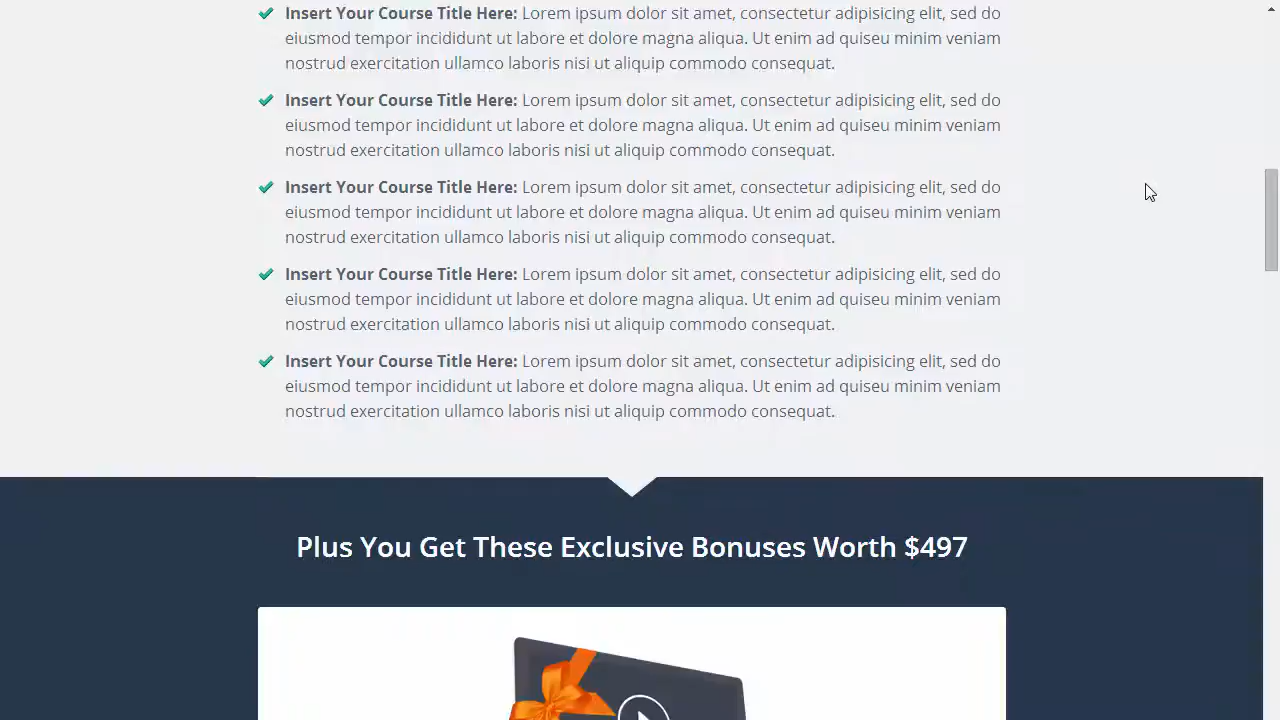 Insert Your Course Title Here: Lorem ipsum dolor sit amet, consectetur adipisicing elit, sed do
eiusmod tempor incididunt ut labore et dolore magna aliqua. Ut enim ad quiseu minim veniam
nostrud exercitation ullamco laboris nisi ut aliquip commodo consequat.
Insert Your Course Title Here: Lorem ipsum dolor sit amet, consectetur adipisicing elit, sed do
eiusmod tempor incididunt ut labore et dolore magna aliqua. Ut enim ad quiseu minim veniam
nostrud exercitation ullamco laboris nisi ut aliquip commodo consequat.
Insert Your Course Title Here: Lorem ipsum dolor sit amet, consectetur adipisicing elit, sed do
eiusmod tempor incididunt ut labore et dolore magna aliqua. Ut enim ad quiseu minim veniam
nostrud exercitation ullamco laboris nisi ut aliquip commodo consequat.
Insert Your Course Title Here: Lorem ipsum dolor sit amet, consectetur adipisicing elit, sed do
eiusmod tempor incididunt ut labore et dolore magna aliqua. Ut enim ad quiseu minim veniam
nostrud exercitation ullamco laboris nisi ut aliquip commodo consequat.
Insert Your Course Title Here: Lorem ipsum dolor sit amet, consectetur adipisicing elit, sed do
eiusmod tempor incididunt ut labore et dolore magna aliqua. Ut enim ad quiseu minim veniam
nostrud exercitation ullamco laboris nisi ut aliquip commodo consequat.
Plus You Get These Exclusive Bonuses Worth $497